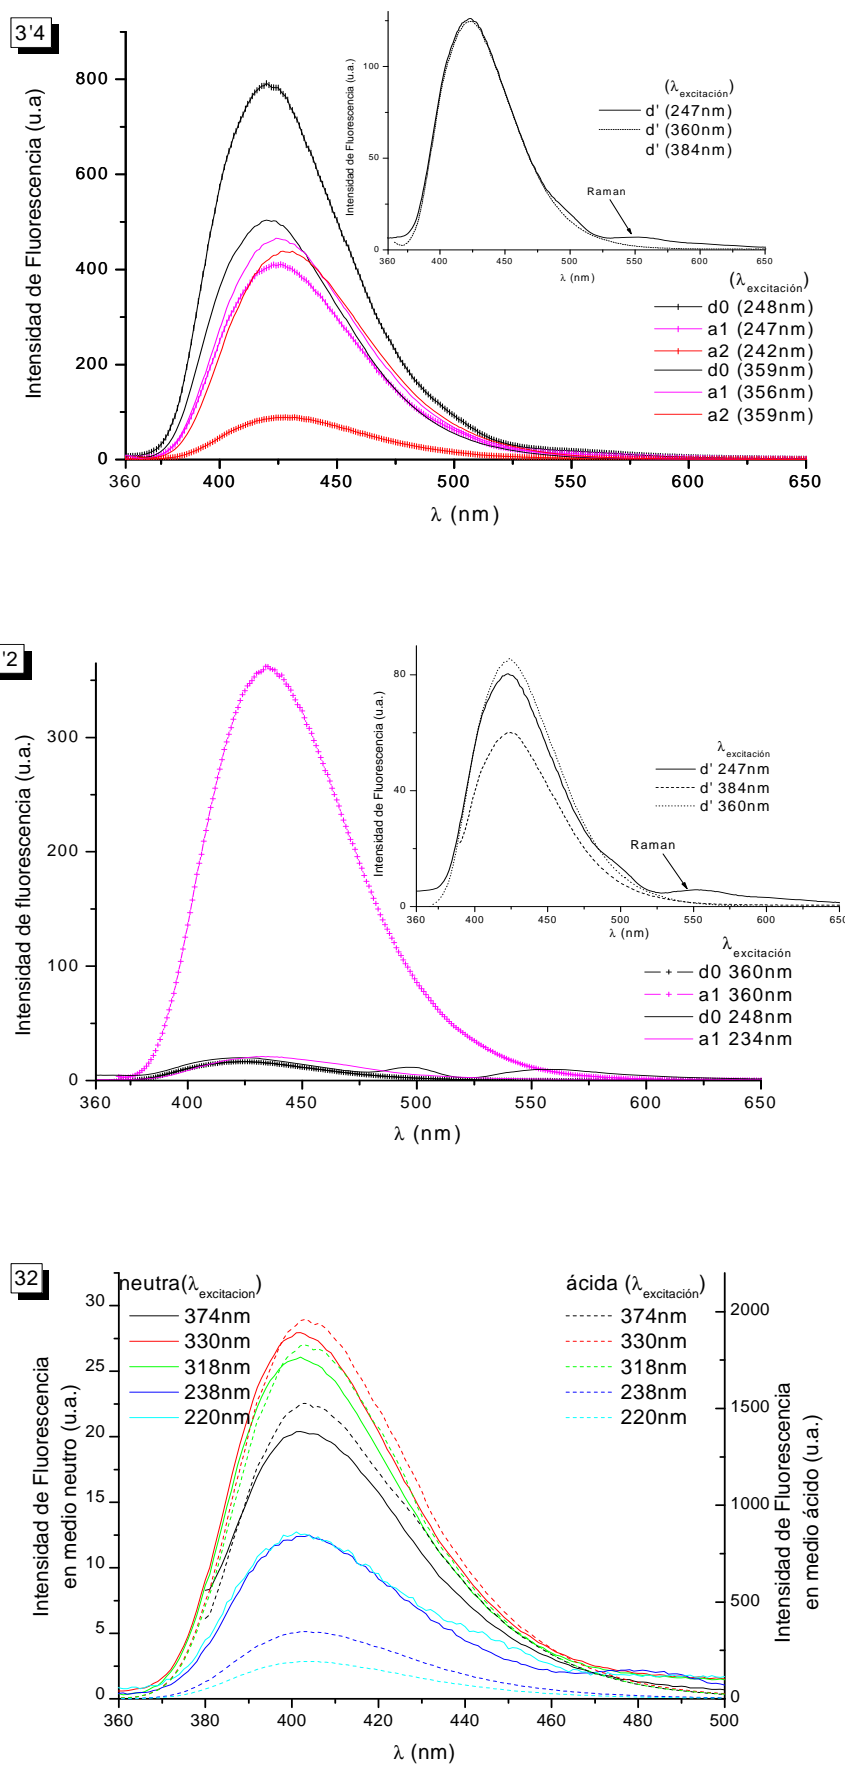 3'4
Intensidad de Fluorescencia (u.a)
800
600
400
200
0
360
400
450
500
550
600
650
λ (nm)
Intensidad de Fluorescencia (u.a.)
100
50
0
360
400
450
500
550
600
650
λ (nm)
Raman
(λexcitación)
d' (247nm)
d' (360nm)
d' (384nm)
(λexcitación)
d0 (248nm)
a1 (247nm)
a2 (242nm)
d0 (359nm)
a1 (356nm)
a2 (359nm)
'2
Intensidad de fluorescencia (u.a.)
300
200
100
0
360
400
450
500
550
600
650
λ (nm)
Intensidad de Fluorescencia (u.a.)
80
40
0
360
400
450
500
550
600
650
λ (nm)
Raman
λexcitación
d' 247nm
d' 384nm
d' 360nm
λexcitación
d0 360nm
a1 360nm
d0 248nm
a1 234nm
32
Intensidad de Fluorescencia
en medio neutro (u.a.)
30
25
20
15
10
5
0
neutra(λexcitacion)
374nm
330nm
318nm
238nm
220nm
ácida (λexcitación)
374nm
330nm
318nm
238nm
220nm
2000
1500
1000
500
0
Intensidad de Fluorescencia
en medio ácido (u.a.)
360
380
400
420
440
460
480
500
λ (nm)